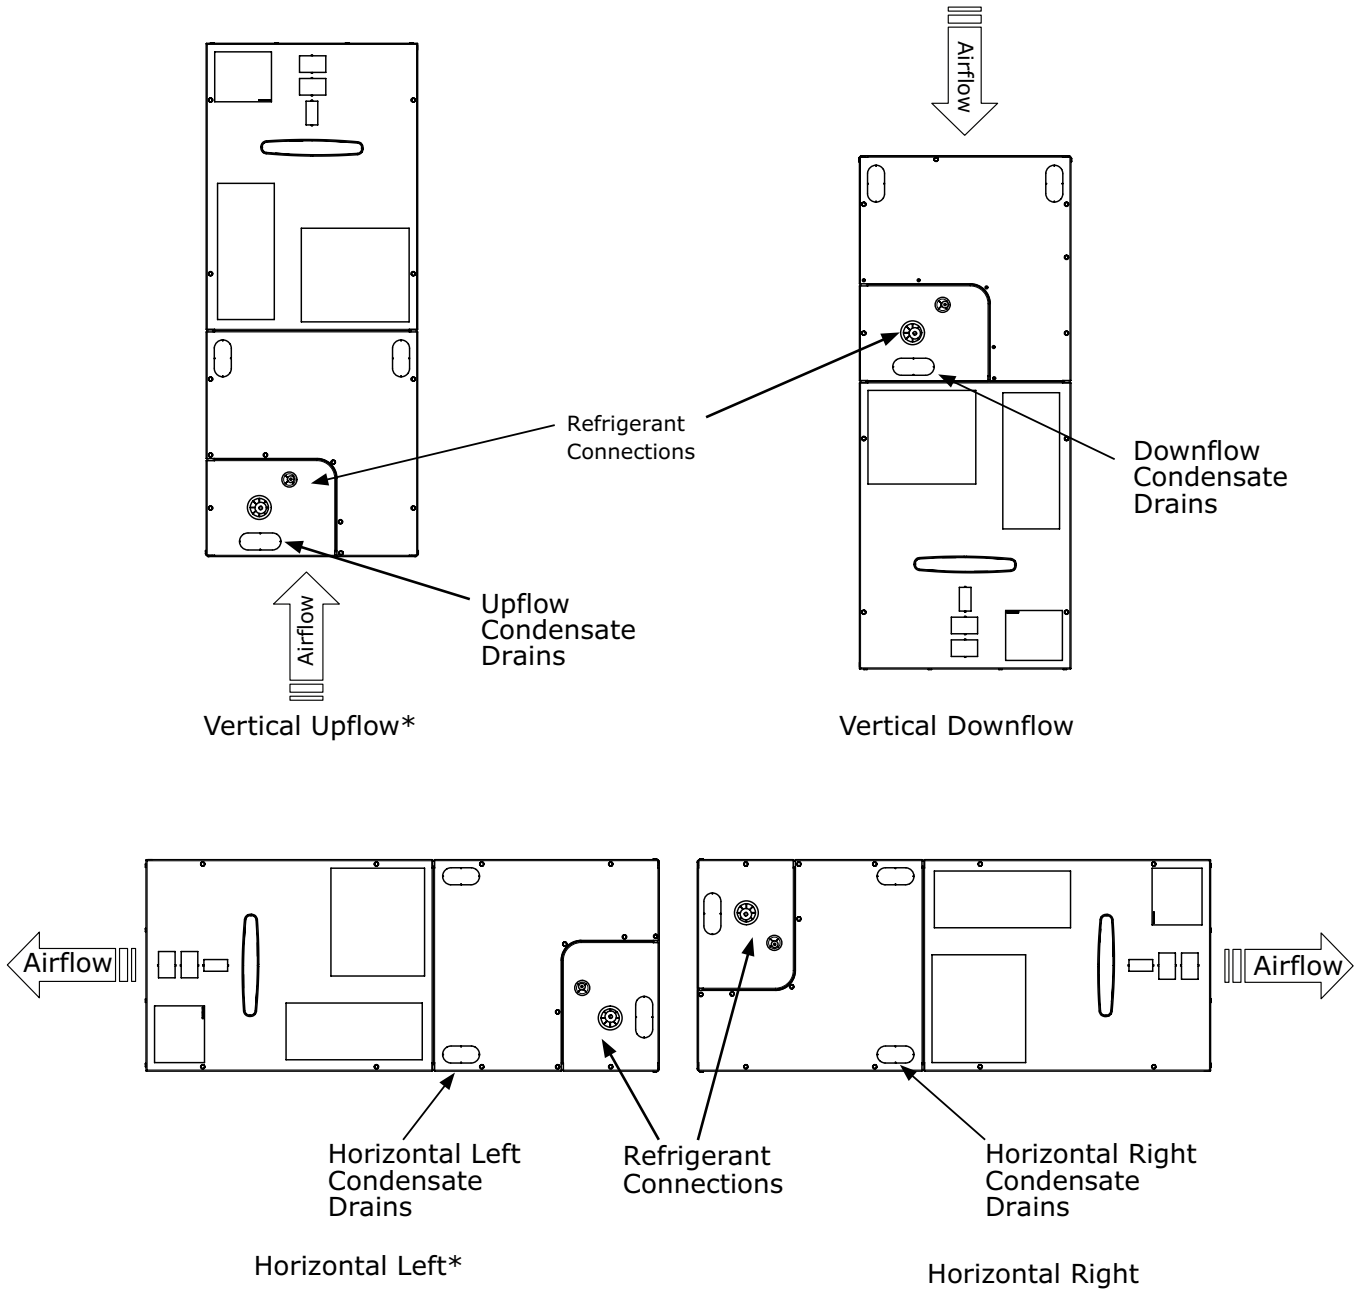 Airflow
Refrigerant
Connections
Downflow
Condensate
Drains
Airflow
Upflow
Condensate
Drains
Vertical Upflow*
Vertical Downflow
Airflow
Airflow
Horizontal Left
Condensate
Drains
Refrigerant
Connections
Horizontal Right
Condensate
Drains
Horizontal Left*
Horizontal Right